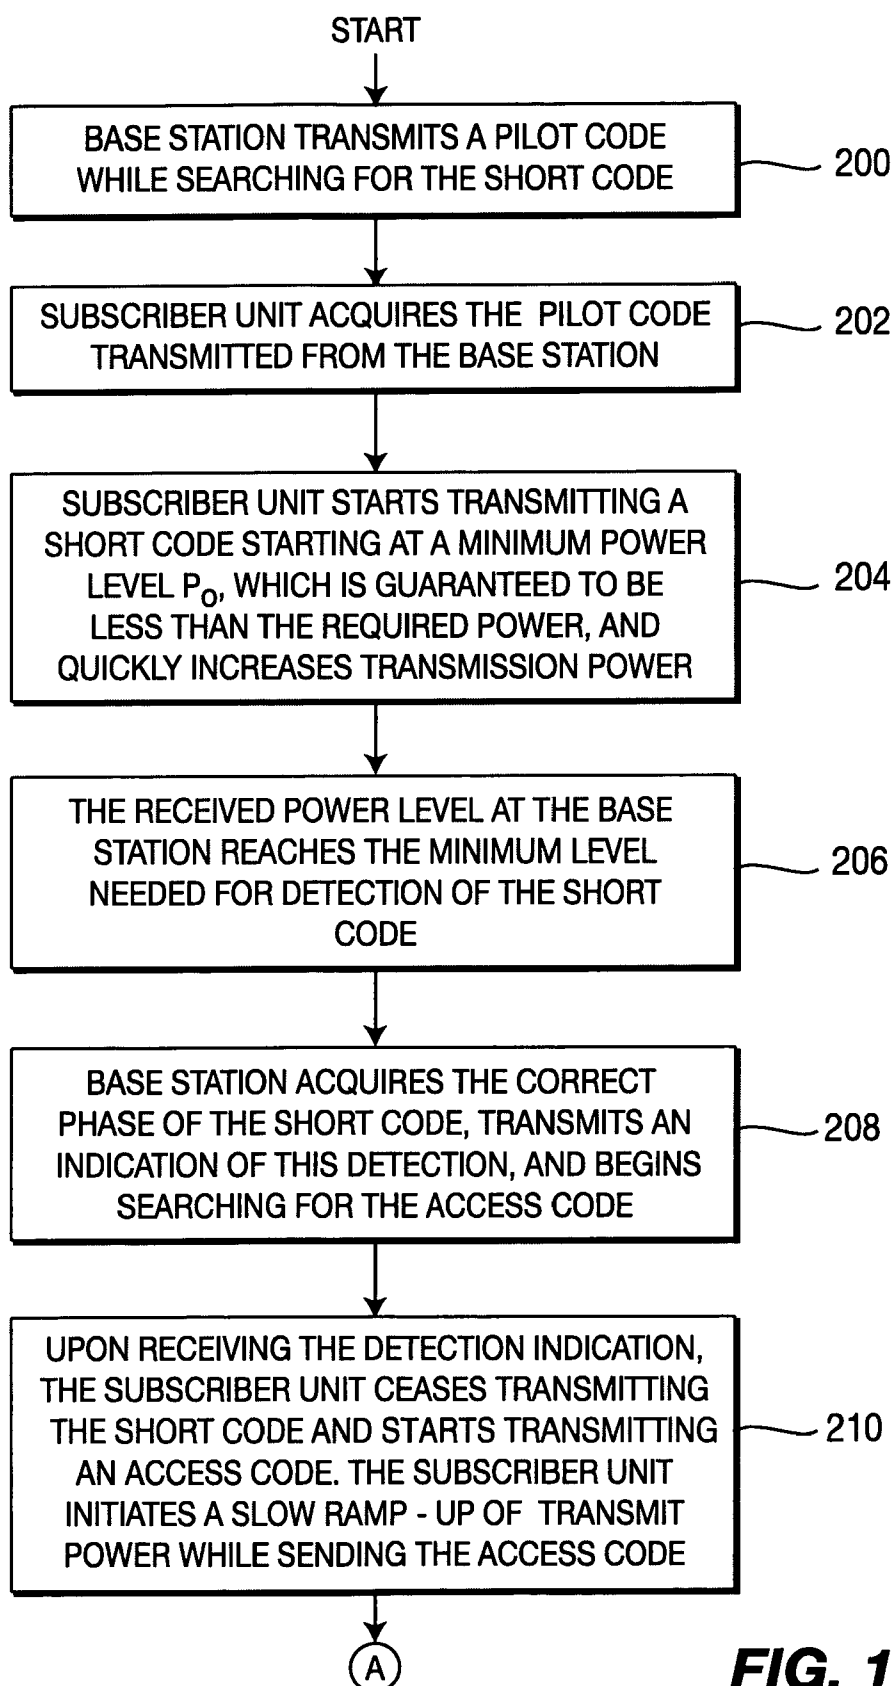 START
BASE STATION TRANSMITS A PILOT CODE
WHILE SEARCHING FOR THE SHORT CODE
200
SUBSCRIBER UNIT ACQUIRES THE PILOT CODE
TRANSMITTED FROM THE BASE STATION
202
SUBSCRIBER UNIT STARTS TRANSMITTING A
SHORT CODE STARTING AT A MINIMUM POWER
LEVEL P₀, WHICH IS GUARANTEED TO BE
LESS THAN THE REQUIRED POWER, AND
QUICKLY INCREASES TRANSMISSION POWER
204
THE RECEIVED POWER LEVEL AT THE BASE
STATION REACHES THE MINIMUM LEVEL
NEEDED FOR DETECTION OF THE SHORT
CODE
206
BASE STATION ACQUIRES THE CORRECT
PHASE OF THE SHORT CODE, TRANSMITS AN
INDICATION OF THIS DETECTION, AND BEGINS
SEARCHING FOR THE ACCESS CODE
208
UPON RECEIVING THE DETECTION INDICATION,
THE SUBSCRIBER UNIT CEASES TRANSMITTING
THE SHORT CODE AND STARTS TRANSMITTING
AN ACCESS CODE. THE SUBSCRIBER UNIT
INITIATES A SLOW RAMP - UP OF TRANSMIT
POWER WHILE SENDING THE ACCESS CODE
210
A
FIG. 1